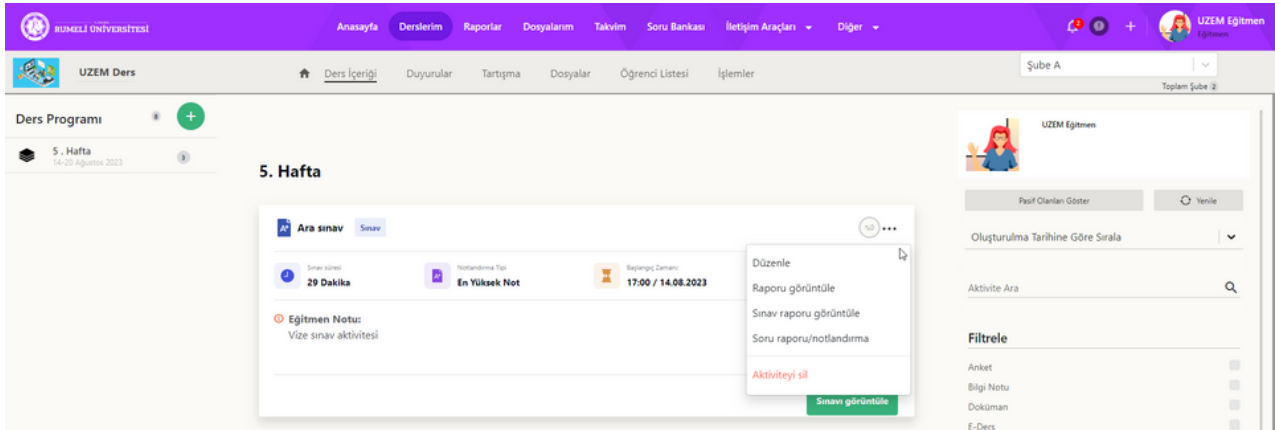 RUMELİ ÜNİVERSİTESİ
Anasayfa Derslerim Raporlar Dosyalarım Takvim Soru Bankası İletişim Araçları Diğer
2
UZEM Eğitmen
Eğitmen
UZEM Ders
Ders İçeriği Duyurular Tartışma Dosyalar Öğrenci Listesi İşlemler
Şube A
Toplam Şube 2
Ders Programı 8 +
5 . Hafta
14-20 Ağustos 2023
3
5. Hafta
Ara sınav Sınav
%0
Sınav süresi
29 Dakika
Notlandırma Tipi
En Yüksek Not
Başlangıç Zamanı:
17:00 / 14.08.2023
Eğitmen Notu:
Vize sınav aktivitesi
Düzenle
Raporu görüntüle
Sınav raporu görüntüle
Soru raporu/notlandırma
Aktiviteyi sil
Sınavı görüntüle
UZEM Eğitmen
Pasif Olanları Göster Yenile
Oluşturulma Tarihine Göre Sırala
Aktivite Ara
Filtrele
Anket
Bilgi Notu
Doküman
E-Ders